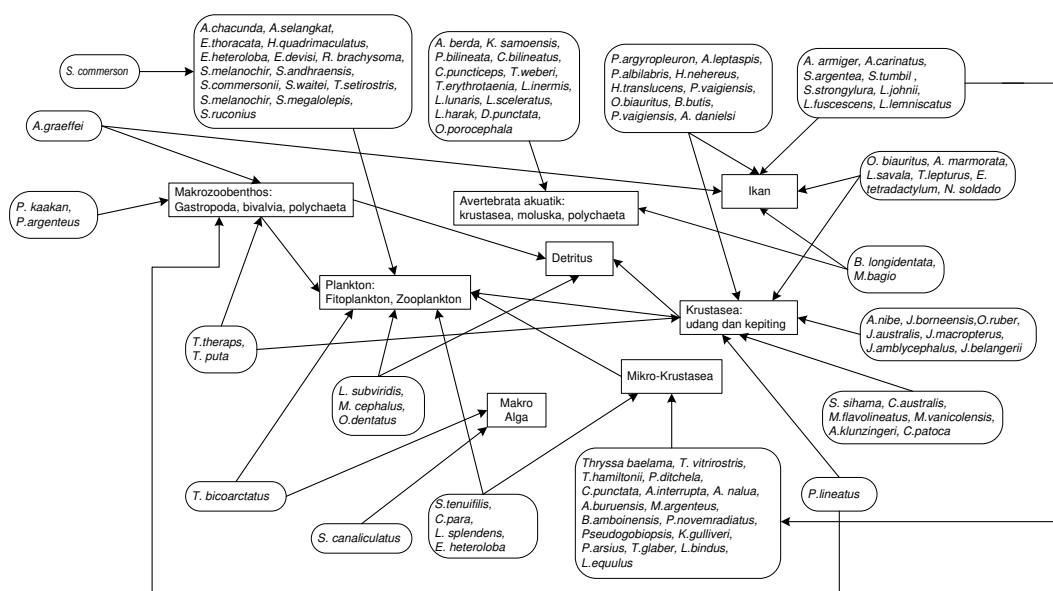 A.chacunda, A.selangkat,
E.thoracata, H.quadrimaculatus,
E.heteroloba, E.devisi, R. brachysoma,
S.melanochir, S.andhraensis,
S.commersonii, S.waitei, T.setirostris,
S.melanochir, S.megalolepis,
S.ruconius
A. berda, K. samoensis,
P.bilineata, C.bilineatus,
C.puncticeps, T.weberi,
T.erythrotaenia, L.inermis,
L.lunaris, L.sceleratus,
L.harak, D.punctata,
O.porocephala
P.argyropleuron, A.leptaspis,
P.albilabris, H.nehereus,
H.translucens, P.vaigiensis,
O.biauritus, B.butis,
P.vaigiensis, A. danielsi
A. armiger, A.carinatus,
S.argentea, S.tumbil ,
S.strongylura, L.johnii,
L.fuscescens, L.lemniscatus
S. commerson
A.graeffei
P. kaakan,
P.argenteus
Makrozoobenthos:
Gastropoda, bivalvia, polychaeta
Avertebrata akuatik:
krustasea, moluska, polychaeta
Ikan
O. biauritus, A. marmorata,
L.savala, T.lepturus, E.
tetradactylum, N. soldado
Detritus
B. longidentata,
M.bagio
Plankton:
Fitoplankton, Zooplankton
Krustasea:
udang dan kepiting
A.nibe, J.borneensis,O.ruber,
J.australis, J.macropterus,
J.amblycephalus, J.belangerii
T.theraps,
T. puta
L. subviridis,
M. cephalus,
O.dentatus
Makro
Alga
Mikro-Krustasea
S. sihama, C.australis,
M.flavolineatus, M.vanicolensis,
A.klunzingeri, C.patoca
T. bicoarctatus
S. canaliculatus
S.tenuifilis,
C.para,
L. splendens,
E. heteroloba
Thryssa baelama, T. vitrirostris,
T.hamiltonii, P.ditchela,
C.punctata, A.interrupta, A. nalua,
A.buruensis, M.argenteus,
B.amboinensis, P.novemradiatus,
Pseudogobiopsis, K.gulliveri,
P.arsius, T.glaber, L.bindus,
L.equulus
P.lineatus